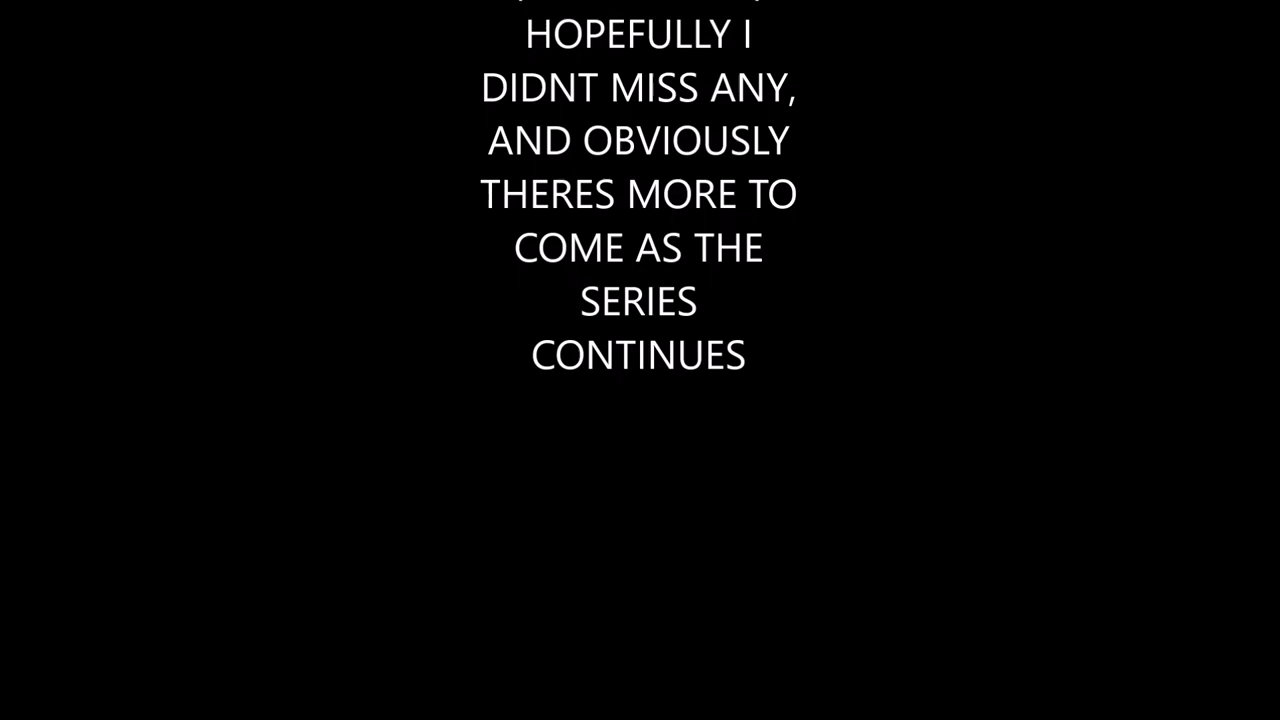 HOPEFULLY I
DIDNT MISS ANY,
AND OBVIOUSLY
THERES MORE TO
COME AS THE
SERIES
CONTINUES